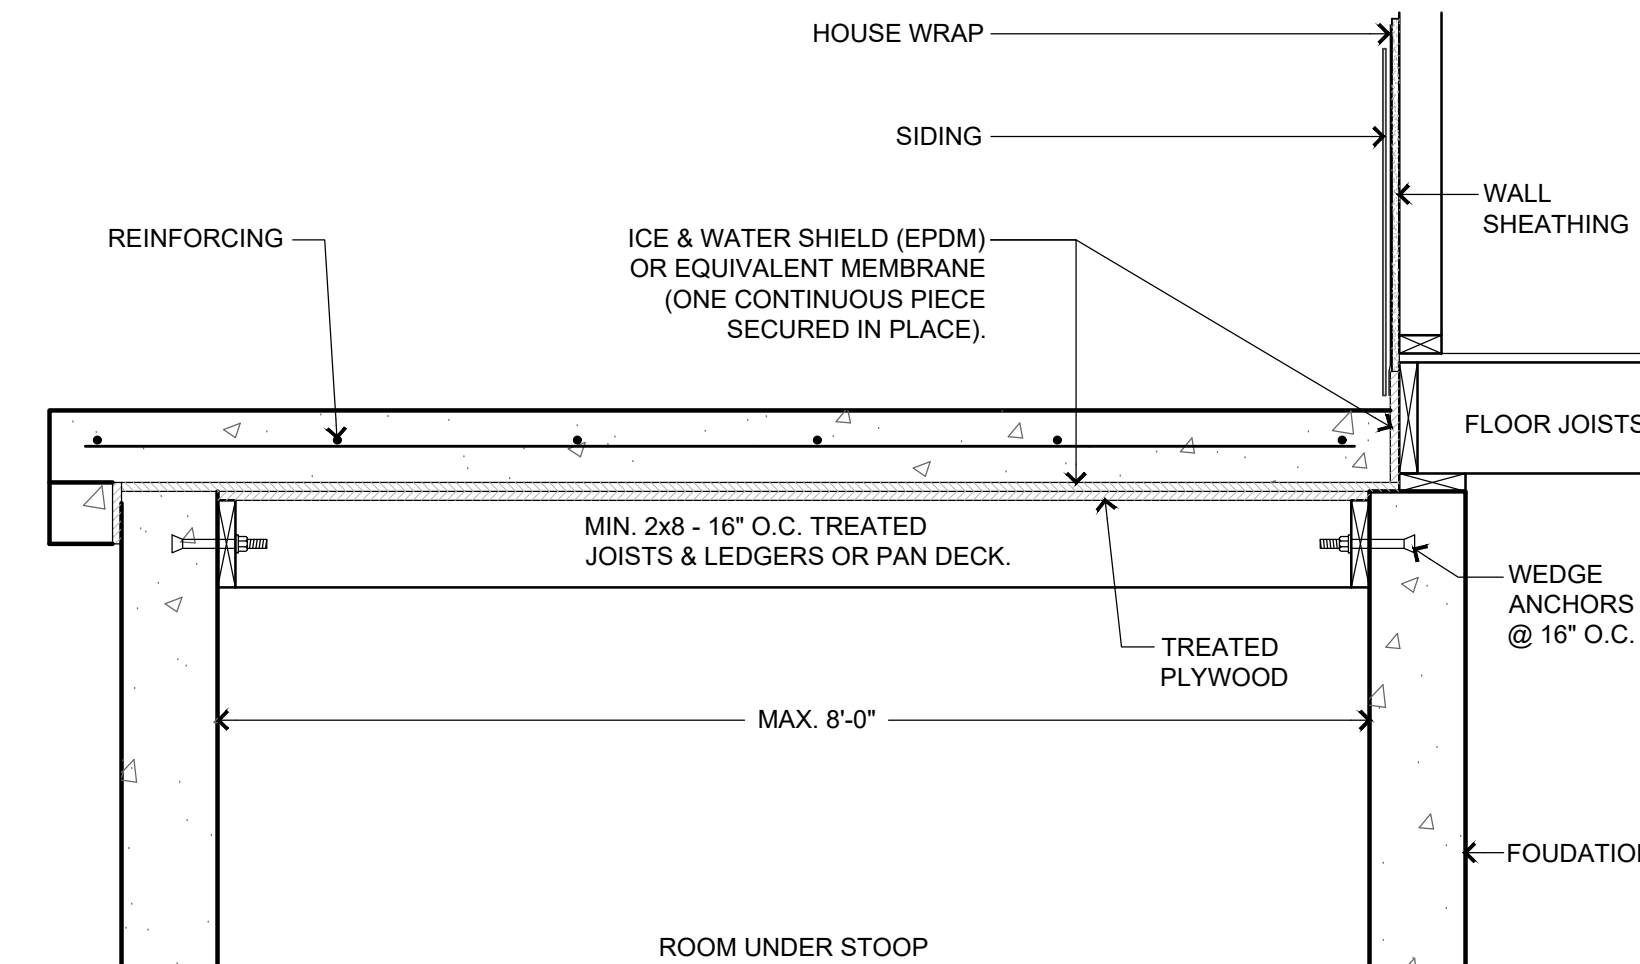 HOUSE WRAP
SIDING
WALL
SHEATHING
REINFORCING
ICE & WATER SHIELD (EPDM)
OR EQUIVALENT MEMBRANE
(ONE CONTINUOUS PIECE
SECURED IN PLACE).
FLOOR JOISTS
MIN. 2x8 - 16" O.C. TREATED
JOISTS & LEDGERS OR PAN DECK.
WEDGE
ANCHORS
@ 16" O.C.
TREATED
PLYWOOD
MAX. 8'-0"
FOUDATION
ROOM UNDER STOOP